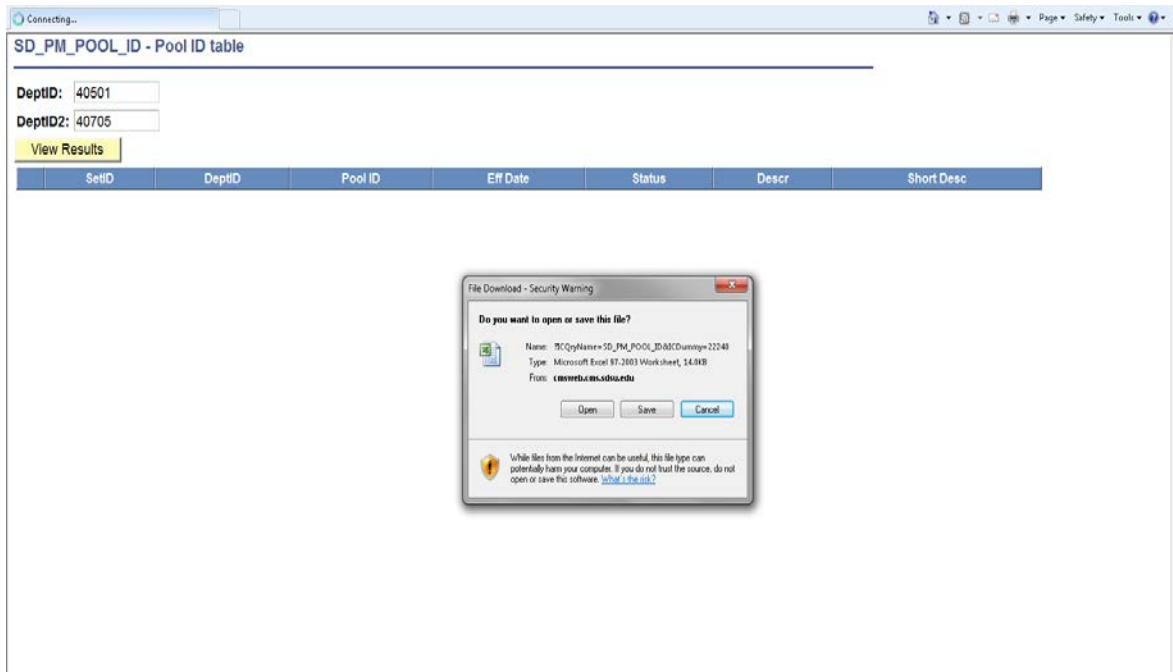 Connecting...
Page Safety Tools
SD_PM_POOL_ID - Pool ID table
DeptID: 40501
DeptID2: 40705
View Results
SetID DeptID Pool ID Eff Date Status Descr Short Desc
File Download - Security Warning
Do you want to open or save this file?
Name: ?ICQryName=SD_PM_POOL_ID&ICDummy=22248
Type: Microsoft Excel 97-2003 Worksheet, 14.0KB
From: cmsweb.cms.sdsu.edu
Open Save Cancel
While files from the Internet can be useful, this file type can
potentially harm your computer. If you do not trust the source, do not
open or save this software. What's the risk?